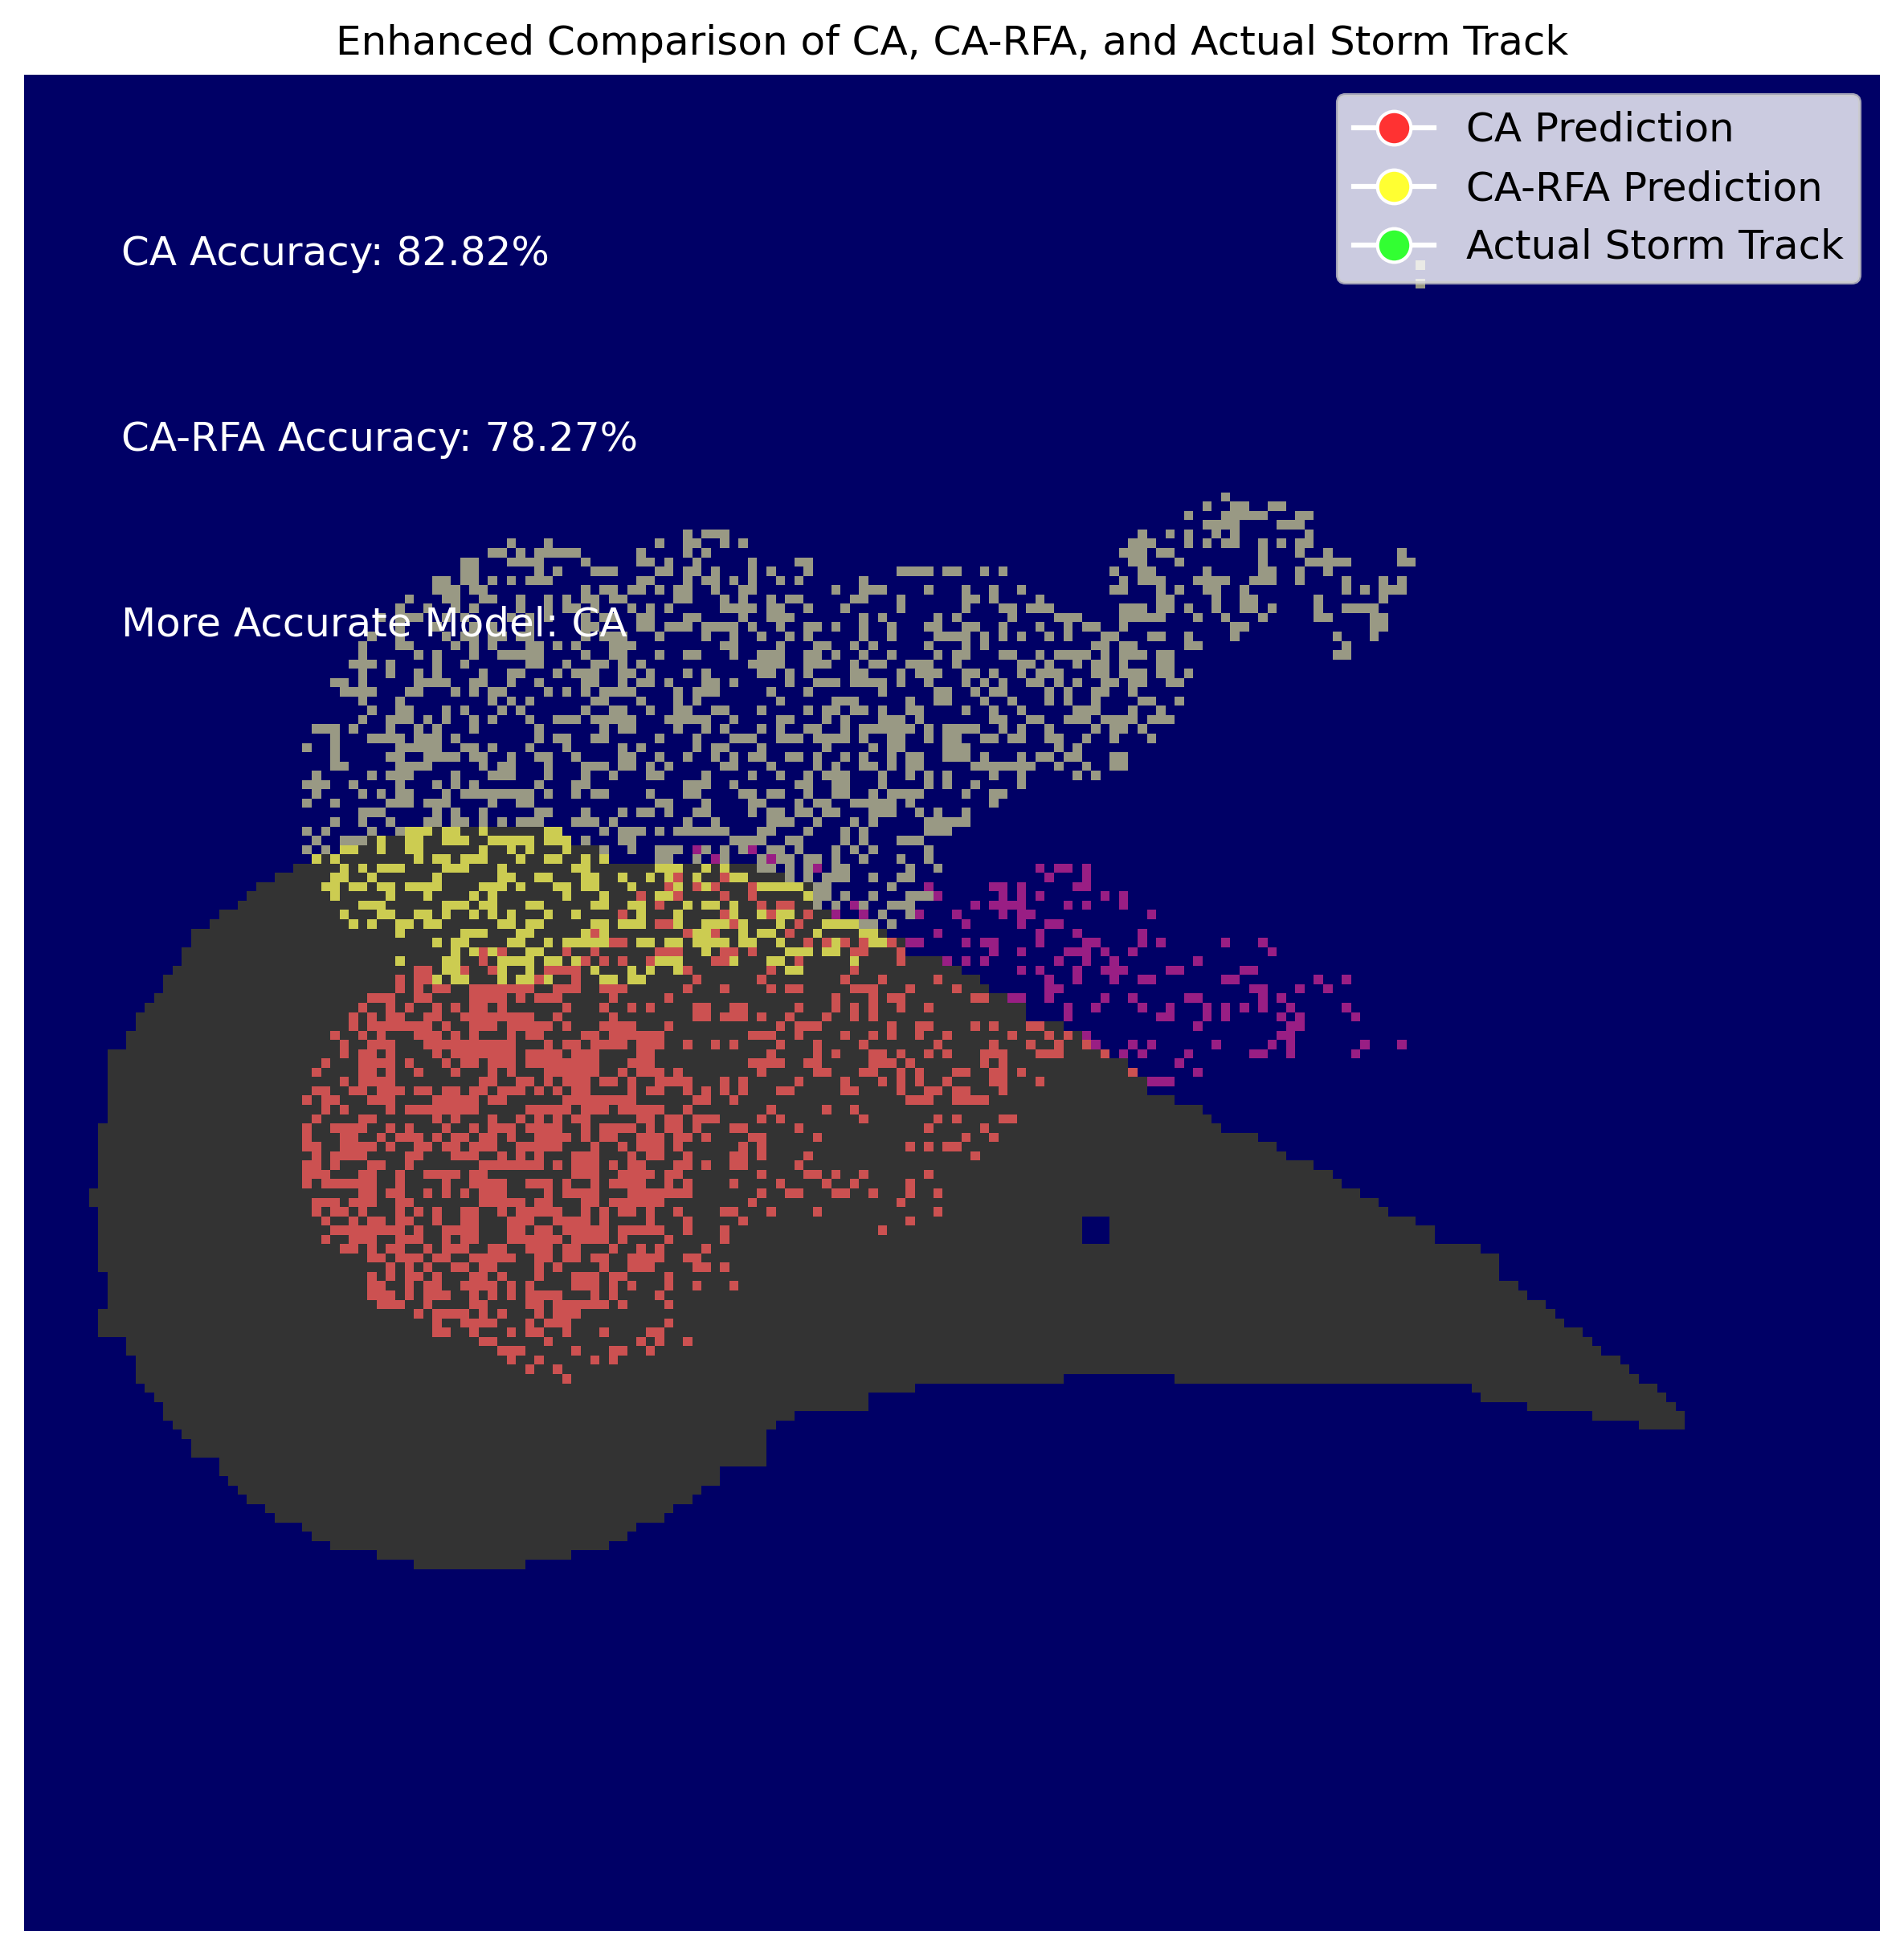 Enhanced Comparison of CA, CA-RFA, and Actual Storm Track
CA Prediction
CA-RFA Prediction
Actual Storm Track
CA Accuracy: 82.82%
CA-RFA Accuracy: 78.27%
More Accurate Model: CA